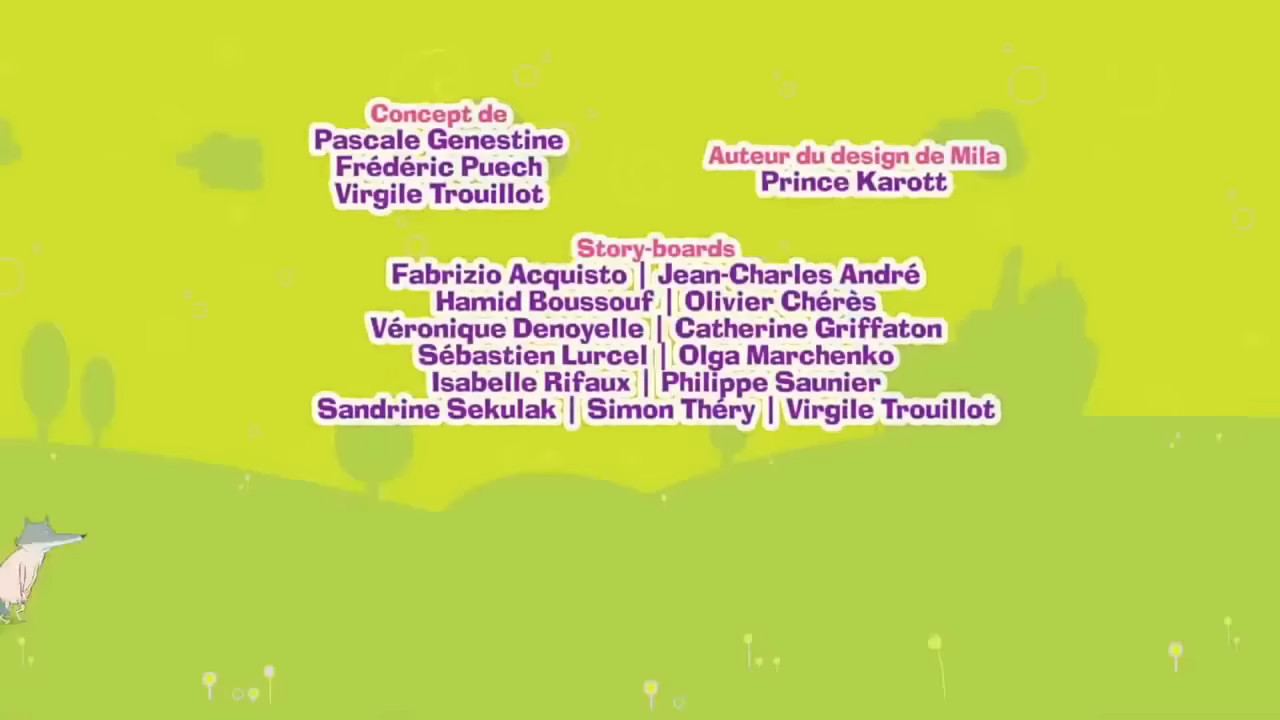 Concept de
Pascale Genestine
Frédéric Puech
Virgile Trouillot
Auteur du design de Mila
Prince Karott
Story-boards
Fabrizio Acquisto | Jean-Charles André
Hamid Boussouf | Olivier Chérès
Véronique Denoyelle | Catherine Griffaton
Sébastien Lurcel | Olga Marchenko
Isabelle Rifaux | Philippe Saunier
Sandrine Sekulak | Simon Théry | Virgile Trouillot